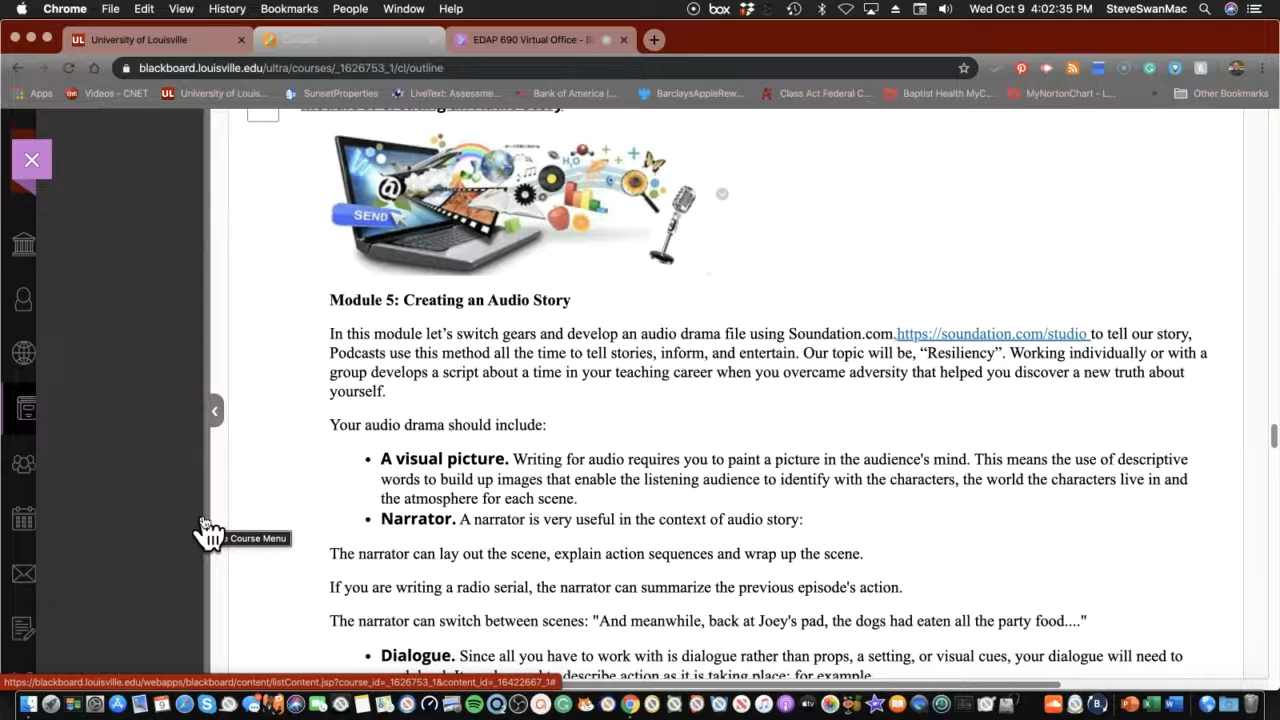 Chrome File Edit View History Bookmarks People Window Help box Wed Oct 9 4:02:35 PM SteveSwanMac
UL University of Louisville EDAP 690 Virtual Office - B
blackboard.louisville.edu/ultra/courses/_1626753_1/cl/outline
Apps Videos - CNET UL University of Louis... SunsetProperties LiveText: Assessme... Bank of America |... BarclaysAppleRew... Class Act Federal C... Baptist Health MyC... MyNortonChart - L... Other Bookmarks
@
H₂O
SEND
Module 5: Creating an Audio Story
In this module let’s switch gears and develop an audio drama file using Soundation.com,https://soundation.com/studio to tell our story,
Podcasts use this method all the time to tell stories, inform, and entertain. Our topic will be, “Resiliency”. Working individually or with a
group develops a script about a time in your teaching career when you overcame adversity that helped you discover a new truth about
yourself.
Your audio drama should include:
• A visual picture. Writing for audio requires you to paint a picture in the audience's mind. This means the use of descriptive
words to build up images that enable the listening audience to identify with the characters, the world the characters live in and
the atmosphere for each scene.
• Narrator. A narrator is very useful in the context of audio story:
Course Menu
The narrator can lay out the scene, explain action sequences and wrap up the scene.
If you are writing a radio serial, the narrator can summarize the previous episode's action.
The narrator can switch between scenes: "And meanwhile, back at Joey's pad, the dogs had eaten all the party food...."
• Dialogue. Since all you have to work with is dialogue rather than props, a setting, or visual cues, your dialogue will need to
describe action as it is taking place; for example
https://blackboard.louisville.edu/webapps/blackboard/content/listContent.jsp?course_id=_1626753_1&content_id=_16422667_1#